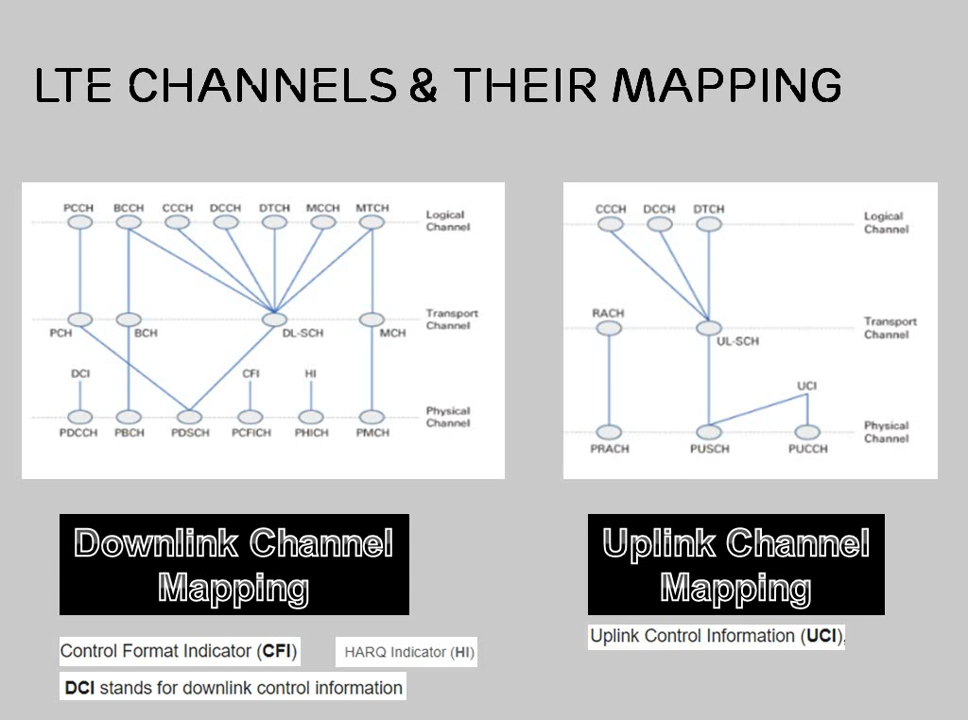 LTE CHANNELS & THEIR MAPPING
PCCH BCCH CCCH DCCH DTCH MCCH MTCH
Logical
Channel
PCH BCH DL-SCH MCH
Transport
Channel
DCI CFI HI
PDCCH PBCH PDSCH PCFICH PHICH PMCH
Physical
Channel
CCCH DCCH DTCH
Logical
Channel
RACH
UL-SCH
Transport
Channel
UCI
PRACH PUSCH PUCCH
Physical
Channel
Downlink Channel
Mapping
Control Format Indicator (CFI)
HARQ Indicator (HI)
DCI stands for downlink control information
Uplink Channel
Mapping
Uplink Control Information (UCI),